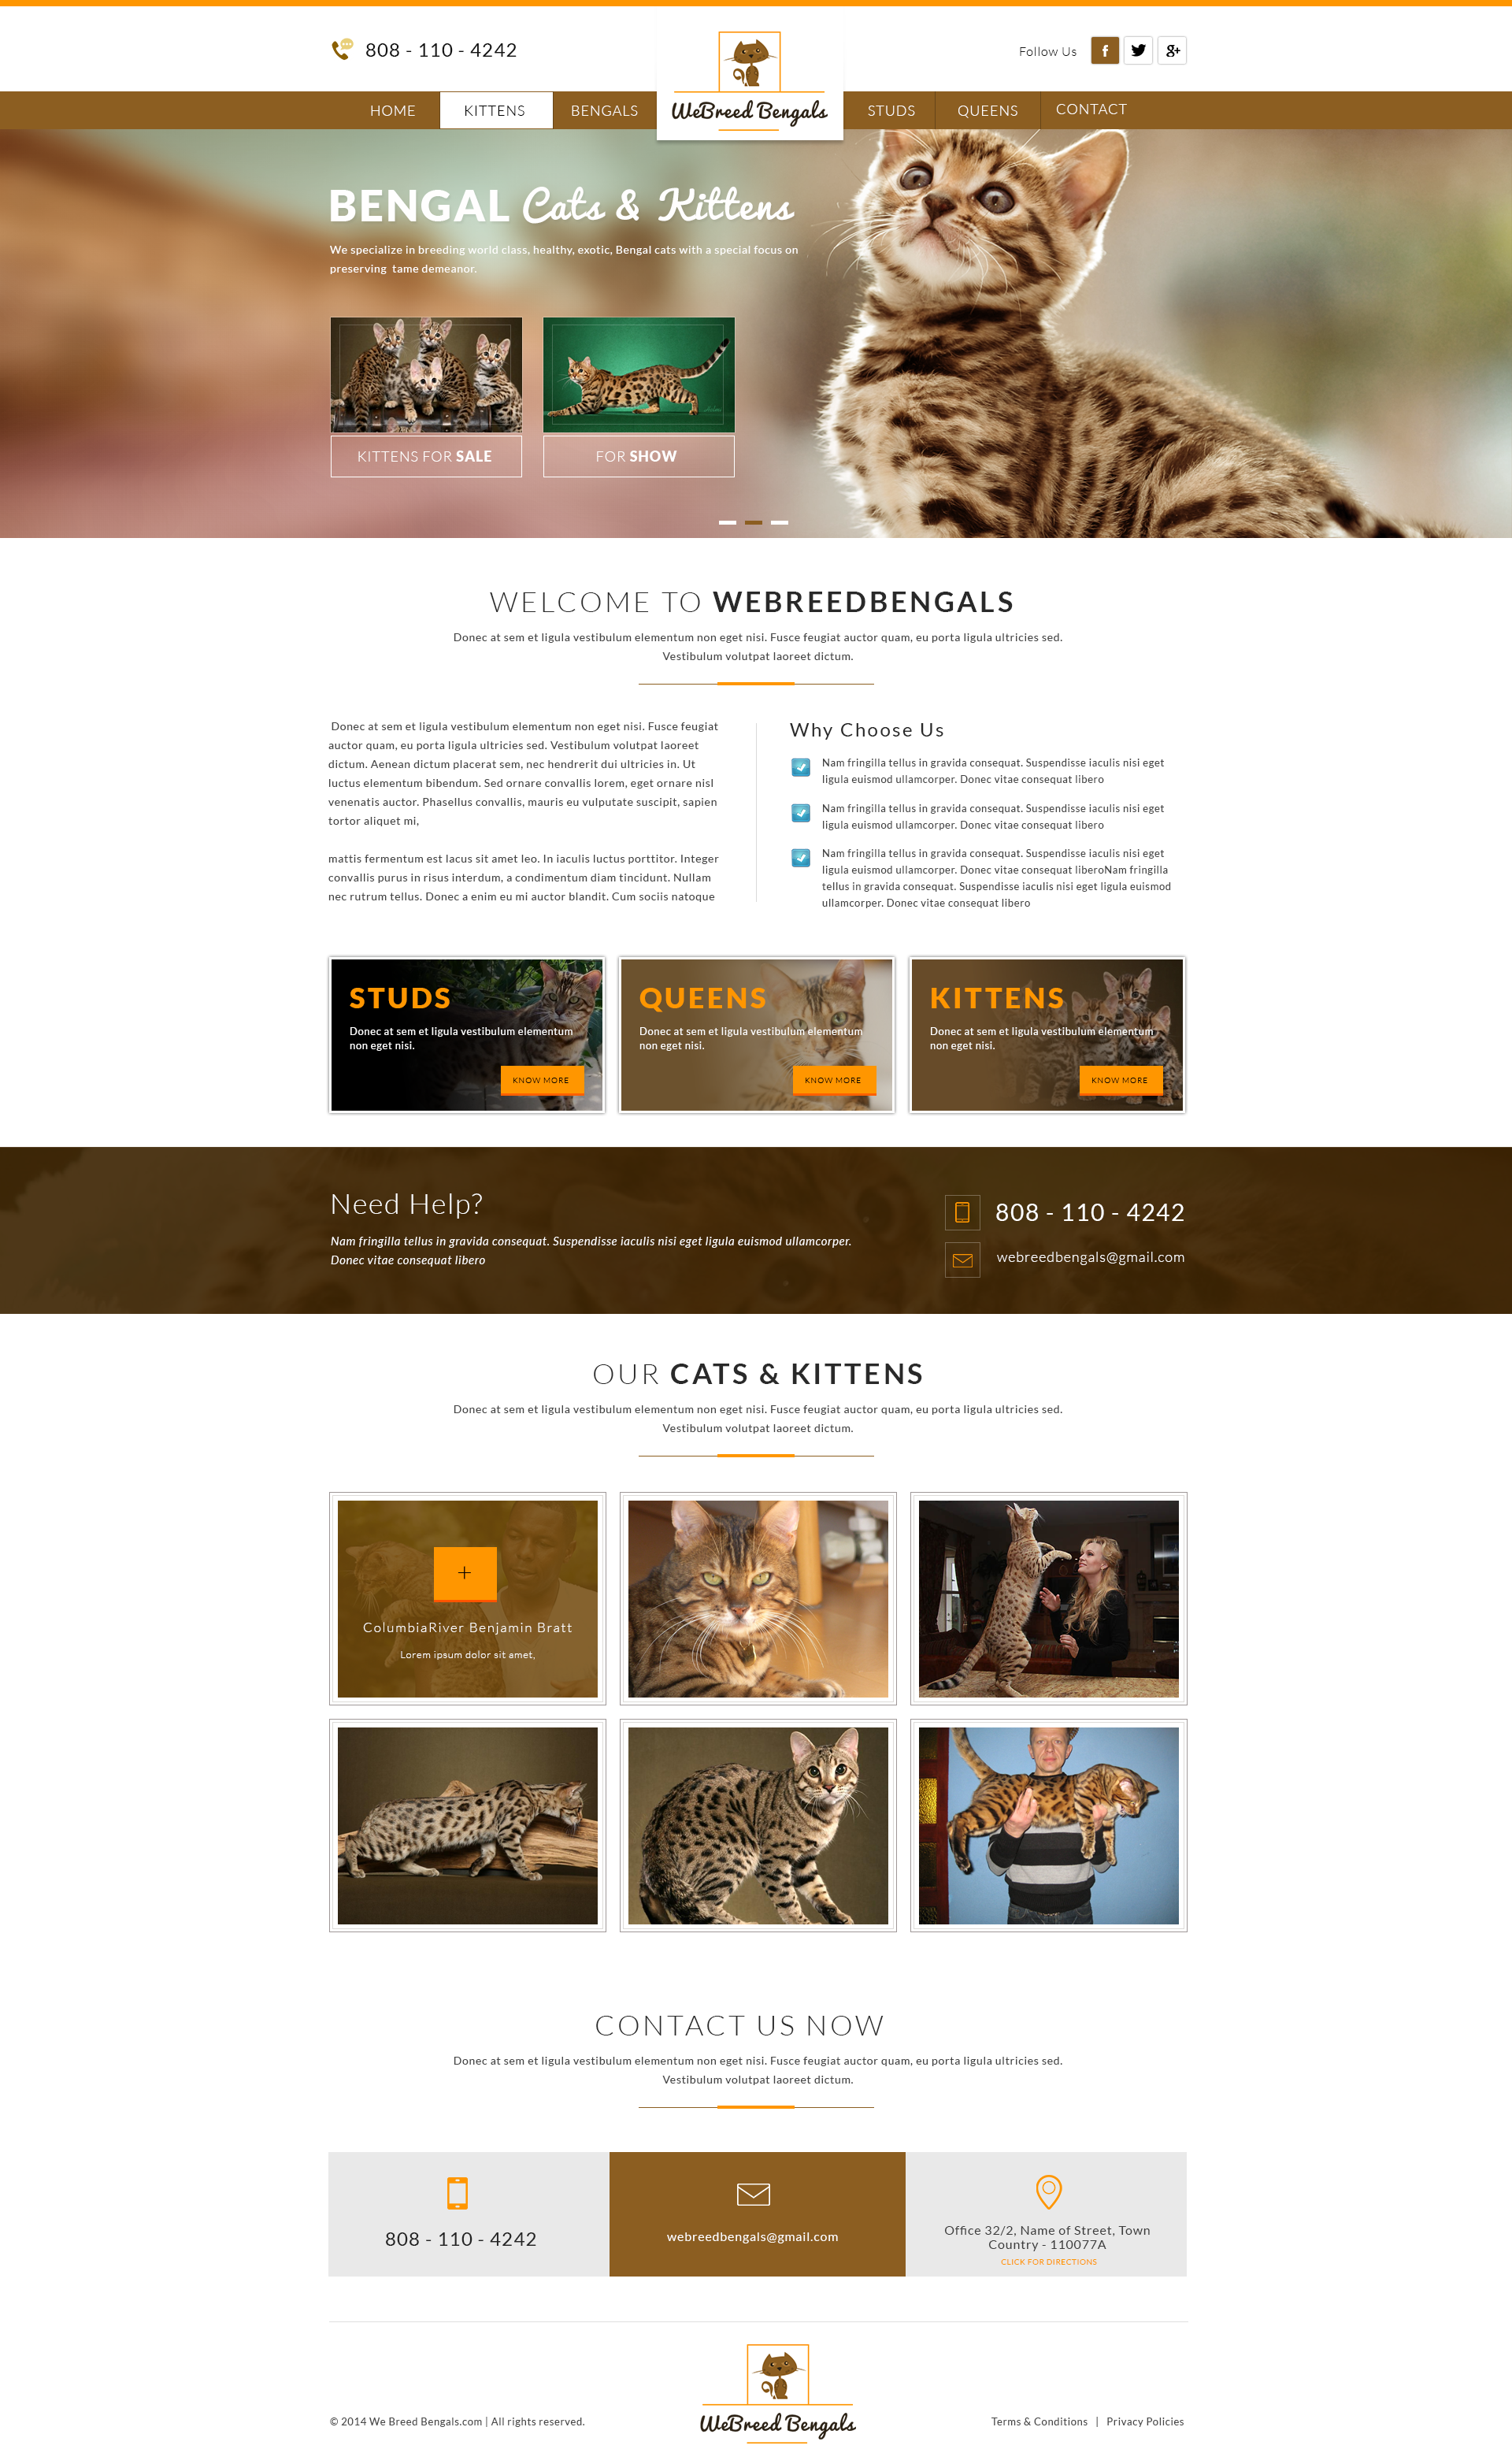 808 - 110 - 4242
Follow Us
HOME
KITTENS
BENGALS
WeBreed Bengals
STUDS
QUEENS
CONTACT
BENGAL Cats & Kittens
We specialize in breeding world class, healthy, exotic, Bengal cats with a special focus on
preserving tame demeanor.
KITTENS FOR SALE
FOR SHOW
WELCOME TO WEBREEDBENGALS
Donec at sem et ligula vestibulum elementum non eget nisi. Fusce feugiat auctor quam, eu porta ligula ultricies sed.
Vestibulum volutpat laoreet dictum.
Donec at sem et ligula vestibulum elementum non eget nisi. Fusce feugiat
auctor quam, eu porta ligula ultricies sed. Vestibulum volutpat laoreet
dictum. Aenean dictum placerat sem, nec hendrerit dui ultricies in. Ut
luctus elementum bibendum. Sed ornare convallis lorem, eget ornare nisl
venenatis auctor. Phasellus convallis, mauris eu vulputate suscipit, sapien
tortor aliquet mi,
mattis fermentum est lacus sit amet leo. In iaculis luctus porttitor. Integer
convallis purus in risus interdum, a condimentum diam tincidunt. Nullam
nec rutrum tellus. Donec a enim eu mi auctor blandit. Cum sociis natoque
Why Choose Us
Nam fringilla tellus in gravida consequat. Suspendisse iaculis nisi eget
ligula euismod ullamcorper. Donec vitae consequat libero
Nam fringilla tellus in gravida consequat. Suspendisse iaculis nisi eget
ligula euismod ullamcorper. Donec vitae consequat libero
Nam fringilla tellus in gravida consequat. Suspendisse iaculis nisi eget
ligula euismod ullamcorper. Donec vitae consequat liberoNam fringilla
tellus in gravida consequat. Suspendisse iaculis nisi eget ligula euismod
ullamcorper. Donec vitae consequat libero
STUDS
Donec at sem et ligula vestibulum elementum
non eget nisi.
KNOW MORE
QUEENS
Donec at sem et ligula vestibulum elementum
non eget nisi.
KNOW MORE
KITTENS
Donec at sem et ligula vestibulum elementum
non eget nisi.
KNOW MORE
Need Help?
Nam fringilla tellus in gravida consequat. Suspendisse iaculis nisi eget ligula euismod ullamcorper.
Donec vitae consequat libero
808 - 110 - 4242
webreedbengals@gmail.com
OUR CATS & KITTENS
Donec at sem et ligula vestibulum elementum non eget nisi. Fusce feugiat auctor quam, eu porta ligula ultricies sed.
Vestibulum volutpat laoreet dictum.
ColumbiaRiver Benjamin Bratt
Lorem ipsum dolor sit amet,
CONTACT US NOW
Donec at sem et ligula vestibulum elementum non eget nisi. Fusce feugiat auctor quam, eu porta ligula ultricies sed.
Vestibulum volutpat laoreet dictum.
808 - 110 - 4242
webreedbengals@gmail.com
Office 32/2, Name of Street, Town
Country - 110077A
CLICK FOR DIRECTIONS
© 2014 We Breed Bengals.com | All rights reserved.
WeBreed Bengals
Terms & Conditions | Privacy Policies